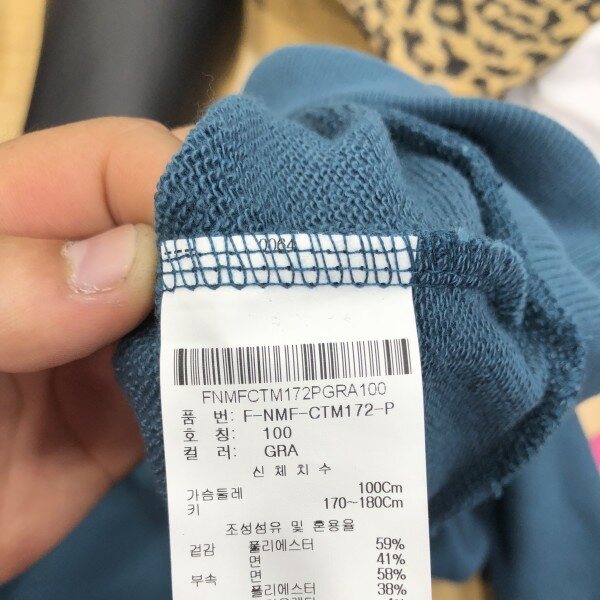 0064
FNMFCTM172PGRA100
품 번: F-NMF-CTM172-P
호 칭: 100
컬 러: GRA
신 체 치 수
가슴둘레 100Cm
키 170~180Cm
조성섬유 및 혼용율
겉감 폴리에스터 59%
면 41%
부속 면 58%
폴리에스터 38%